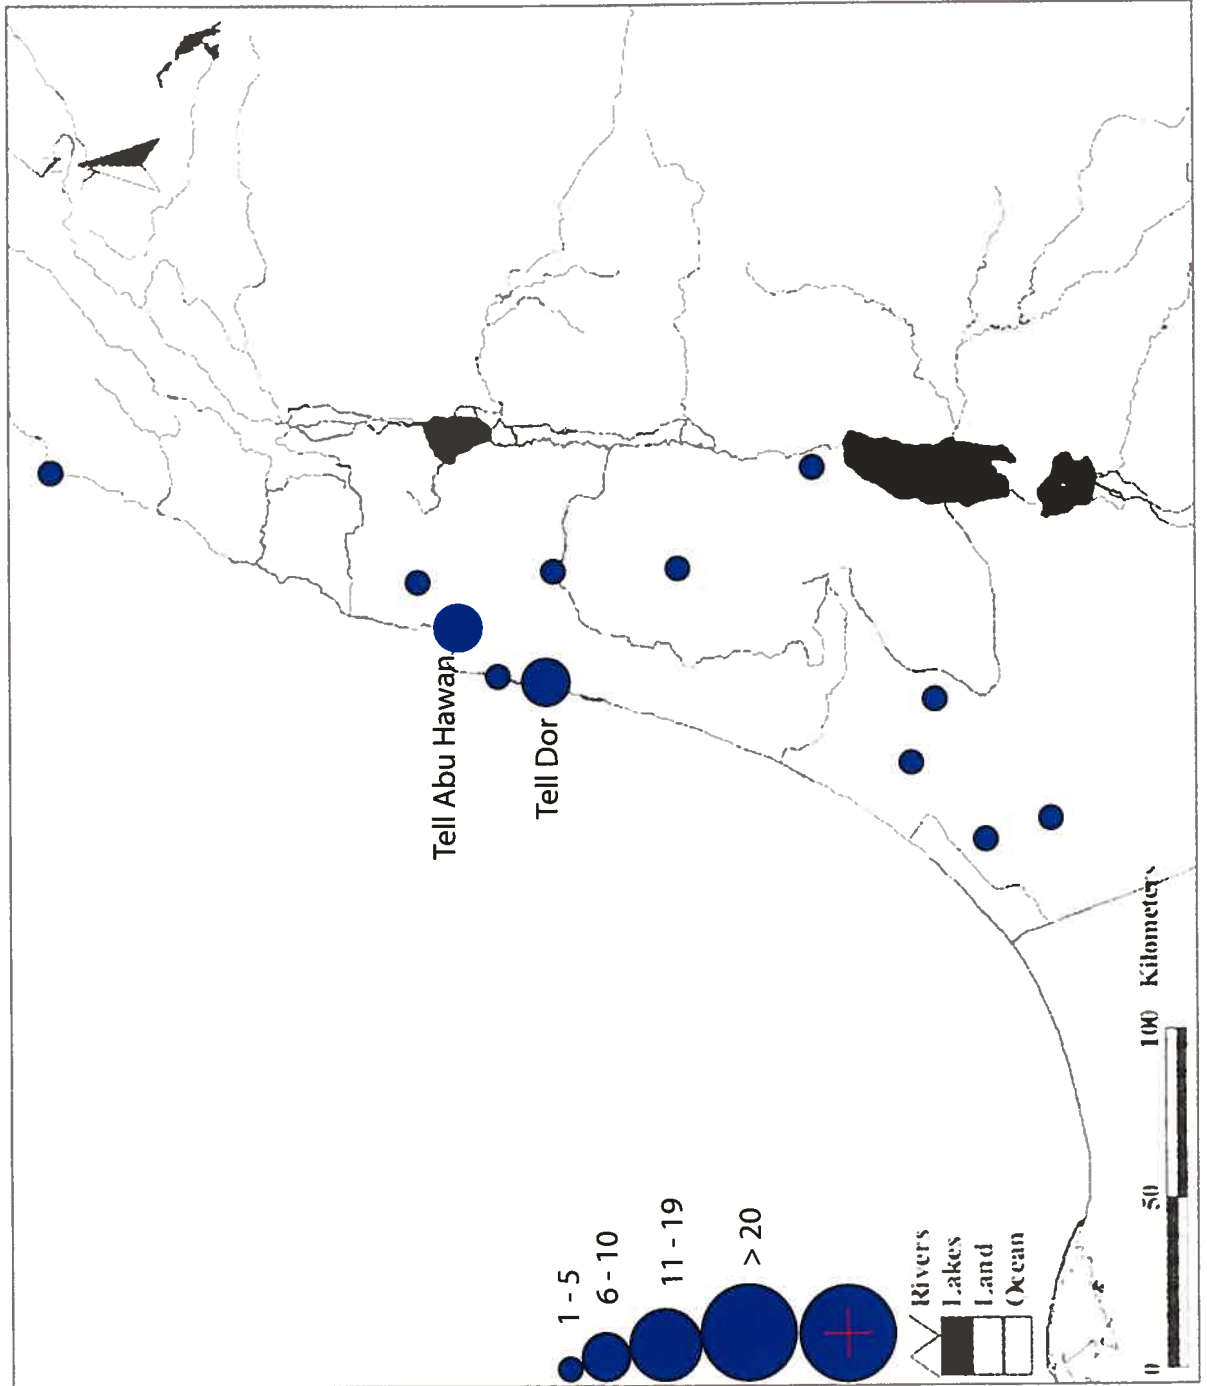 Tell Abu Hawan
Tell Dor
1 - 5
6 - 10
11 - 19
> 20
Rivers
Lakes
Land
Ocean
0 50 100 Kilometers